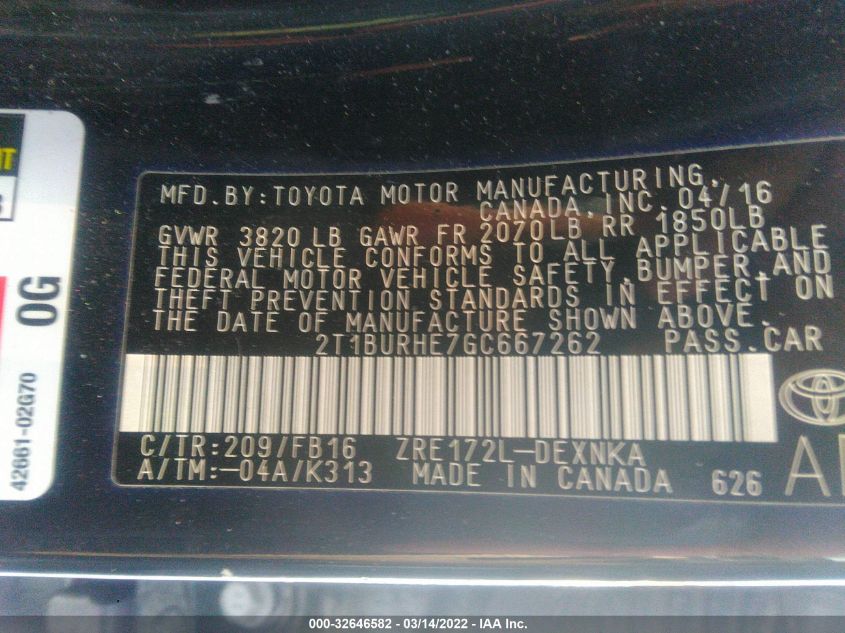 MFD.BY:TOYOTA MOTOR MANUFACTURING,
CANADA,INC.04/16
GVWR 3820LB GAWR FR 2070LB RR 1850LB
THIS VEHICLE CONFORMS TO ALL APPLICABLE
FEDERAL MOTOR VEHICLE SAFETY,BUMPER,AND
THEFT PREVENTION STANDARDS IN EFFECT ON
THE DATE OF MANUFACTURE SHOWN ABOVE.
2T1BURHE7GC667262 PASS.CAR
C/TR:209/FB16 ZRE172L-DEXNKA
A/TM:-04A/K313 MADE IN CANADA 626
0G
42661-02G70
000-32646582 / 03/14/2022 - IAA Inc.